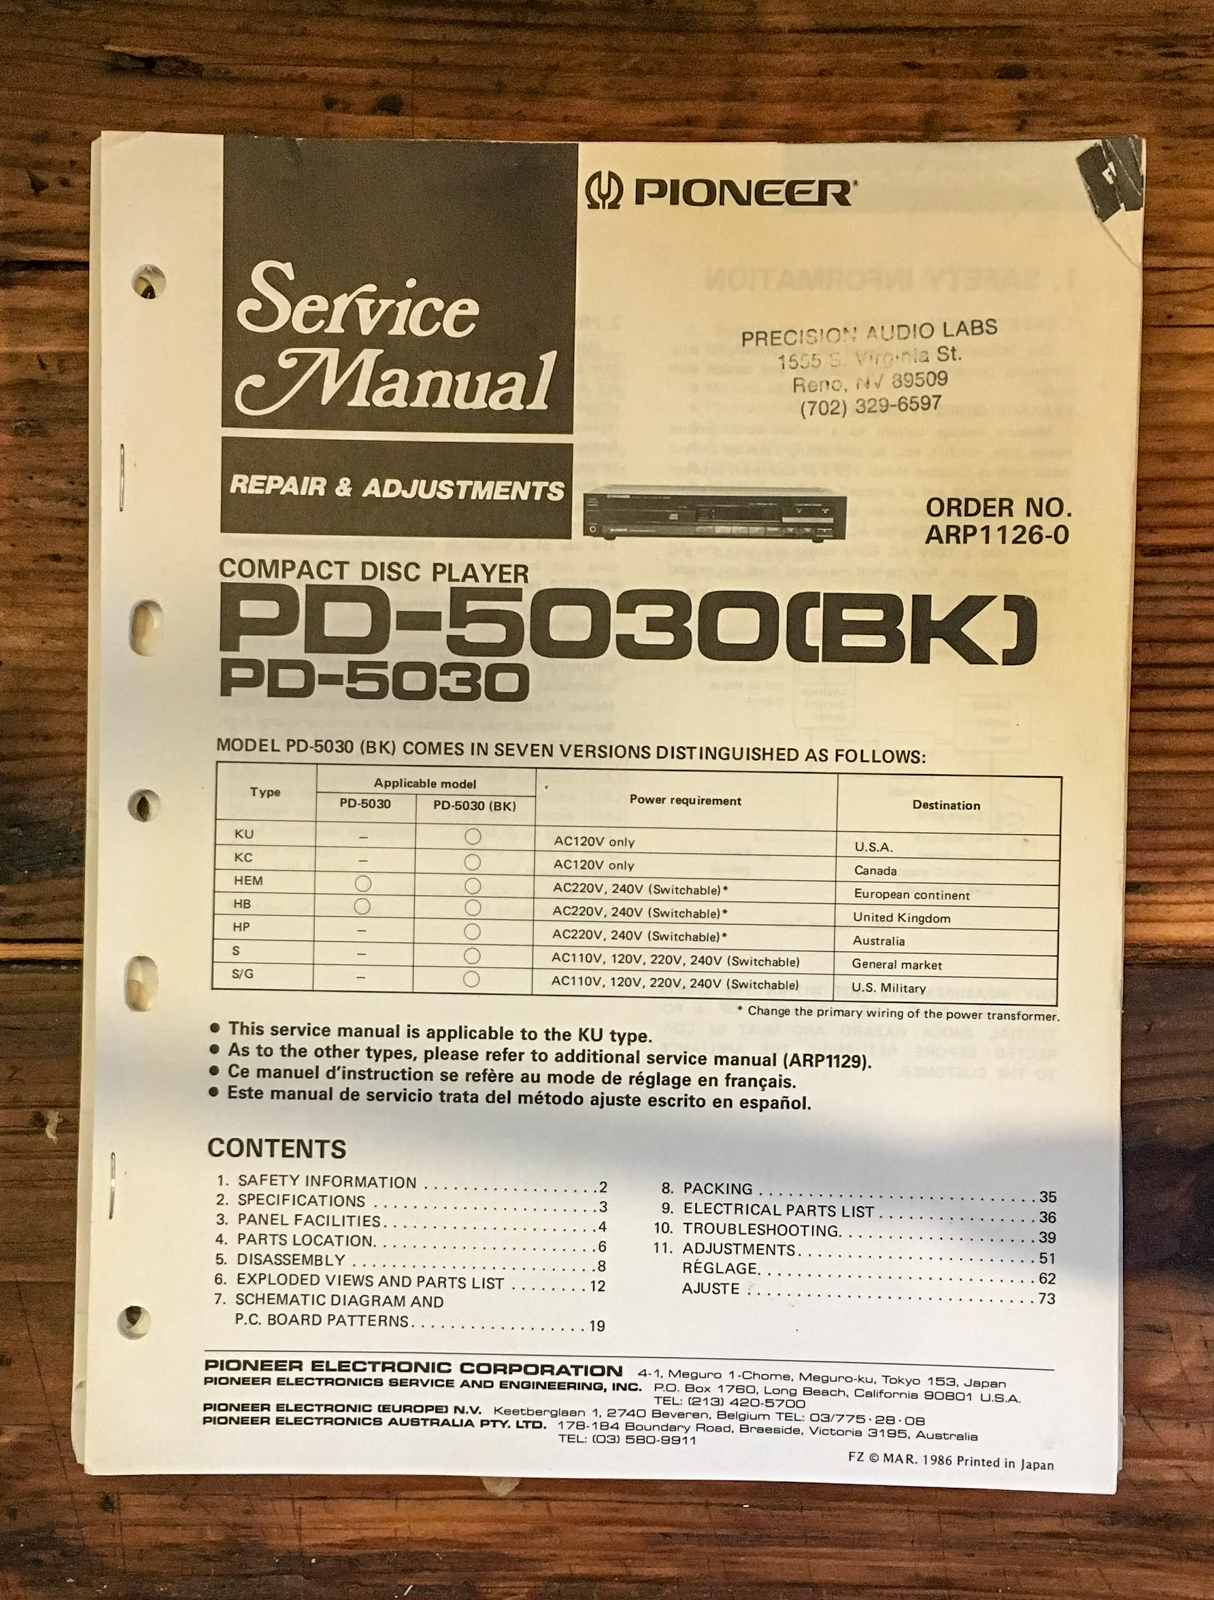 PIONEER
Service
Manual
PRECISION AUDIO LABS
1555 S. Virginia St.
Reno, NV 89509
(702) 329-6597
REPAIR & ADJUSTMENTS
ORDER NO.
ARP1126-0
COMPACT DISC PLAYER
PD-5030(BK)
PD-5030
MODEL PD-5030 (BK) COMES IN SEVEN VERSIONS DISTINGUISHED AS FOLLOWS:
Type Applicable model Power requirement Destination
PD-5030 PD-5030 (BK)
KU – ○ AC120V only U.S.A.
KC – ○ AC120V only Canada
HEM ○ ○ AC220V, 240V (Switchable)* European continent
HB ○ ○ AC220V, 240V (Switchable)* United Kingdom
HP – ○ AC220V, 240V (Switchable)* Australia
S – ○ AC110V, 120V, 220V, 240V (Switchable) General market
S/G – ○ AC110V, 120V, 220V, 240V (Switchable) U.S. Military
* Change the primary wiring of the power transformer.
● This service manual is applicable to the KU type.
● As to the other types, please refer to additional service manual (ARP1129).
● Ce manuel d'instruction se refère au mode de réglage en français.
● Este manual de servicio trata del método ajuste escrito en español.
CONTENTS
1. SAFETY INFORMATION . . . . . . . . . . . . . . . . . . 2
2. SPECIFICATIONS . . . . . . . . . . . . . . . . . . . . . . . 3
3. PANEL FACILITIES. . . . . . . . . . . . . . . . . . . . . . 4
4. PARTS LOCATION. . . . . . . . . . . . . . . . . . . . . . . 6
5. DISASSEMBLY . . . . . . . . . . . . . . . . . . . . . . . . . 8
6. EXPLODED VIEWS AND PARTS LIST . . . . . . . . 12
7. SCHEMATIC DIAGRAM AND
P.C. BOARD PATTERNS. . . . . . . . . . . . . . . . . . 19
8. PACKING . . . . . . . . . . . . . . . . . . . . . . . . . . . . 35
9. ELECTRICAL PARTS LIST . . . . . . . . . . . . . . . . 36
10. TROUBLESHOOTING. . . . . . . . . . . . . . . . . . . . 39
11. ADJUSTMENTS. . . . . . . . . . . . . . . . . . . . . . . . 51
RÉGLAGE. . . . . . . . . . . . . . . . . . . . . . . . . . . . 62
AJUSTE . . . . . . . . . . . . . . . . . . . . . . . . . . . . . 73
PIONEER ELECTRONIC CORPORATION 4-1, Meguro 1-Chome, Meguro-ku, Tokyo 153, Japan
PIONEER ELECTRONICS SERVICE AND ENGINEERING, INC. P.O. Box 1760, Long Beach, California 90801 U.S.A.
TEL: (213) 420-5700
PIONEER ELECTRONIC (EUROPE) N.V. Keetberglaan 1, 2740 Beveren, Belgium TEL: 03/775·28·08
PIONEER ELECTRONICS AUSTRALIA PTY. LTD. 178-184 Boundary Road, Braeside, Victoria 3195, Australia
TEL: (03) 580-9911
FZ © MAR. 1986 Printed in Japan